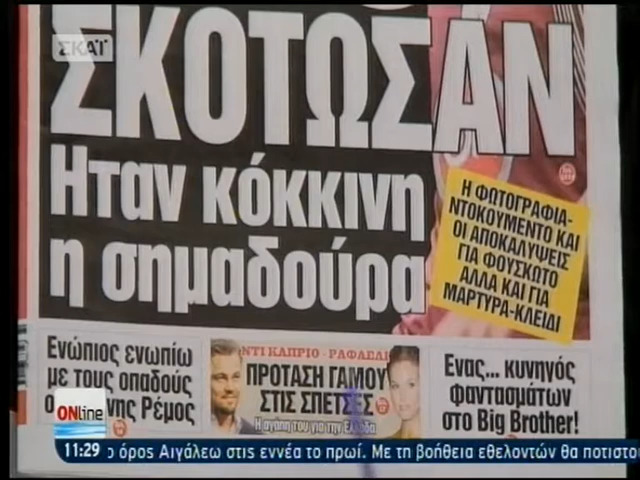 ΣΚΑΪ
ΣΚΟΤΩΣΑΝ
Ηταν κόκκινη
η σημαδούρα
Η ΦΩΤΟΓΡΑΦΙΑ-
ΝΤΟΚΟΥΜΕΝΤΟ ΚΑΙ
ΟΙ ΑΠΟΚΑΛΥΨΕΙΣ
ΓΙΑ ΦΟΥΣΚΩΤΟ
ΑΛΛΑ ΚΑΙ ΓΙΑ
ΜΑΡΤΥΡΑ-ΚΛΕΙΔΙ
Ενώπιος ενωπίω
με τους οπαδούς
Ρέμος
ΝΤΙ ΚΑΠΡΙΟ - ΡΑΦΑΕΛΙ
ΠΡΟΤΑΣΗ ΓΑΜΟΥ
ΣΤΙΣ ΣΠΕΤΣΕΣ
Η αγάπη του για την Ελλάδα
Ενας... κυνηγός
φαντασμάτων
στο Big Brother!
ONline
11:29 ο όρος Αιγάλεω στις εννέα το πρωί. Με τη βοήθεια εθελοντών θα ποτιστο